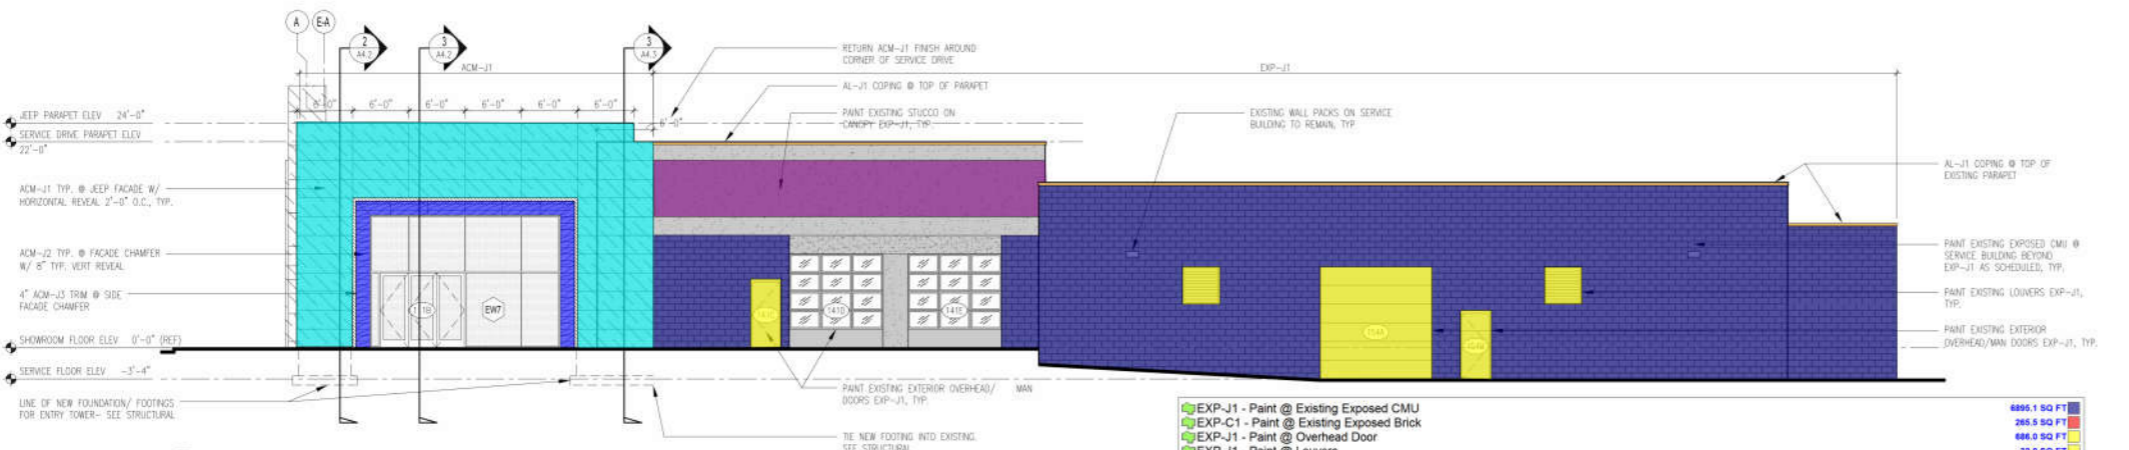 A
E-A
2
A4.2
3
A4.2
3
A4.3
ACM-J1
EXP-J1
RETURN ACM-J1 FINISH AROUND
CORNER OF SERVICE DRIVE
AL-J1 COPING @ TOP OF PARAPET
6'-0"
6'-0"
6'-0"
6'-0"
6'-0"
6'-0"
6'-0"
PAINT EXISTING STUCCO ON
CANOPY EXP-J1, TYP.
EXISTING WALL PACKS ON SERVICE
BUILDING TO REMAIN, TYP
JEEP PARAPET ELEV 24'-0"
SERVICE DRIVE PARAPET ELEV
22'-0"
AL-J1 COPING @ TOP OF
EXISTING PARAPET
ACM-J1 TYP. @ JEEP FACADE W/
HORIZONTAL REVEAL 2'-0" O.C., TYP.
ACM-J2 TYP. @ FACADE CHAMFER
W/ 8" TYP. VERT REVEAL
PAINT EXISTING EXPOSED CMU @
SERVICE BUILDING BEYOND
EXP-J1 AS SCHEDULED, TYP.
4" ACM-J3 TRIM @ SIDE
FACADE CHAMFER
EW7
141D
141E
PAINT EXISTING LOUVERS EXP-J1,
TYP.
SHOWROOM FLOOR ELEV 0'-0" (REF)
PAINT EXISTING EXTERIOR
OVERHEAD/MAN DOORS EXP-J1, TYP.
SERVICE FLOOR ELEV -3'-4"
LINE OF NEW FOUNDATION/ FOOTINGS
FOR ENTRY TOWER- SEE STRUCTURAL
PAINT EXISTING EXTERIOR OVERHEAD/ MAN
DOORS EXP-J1, TYP.
TIE NEW FOOTING INTO EXISTING.
SEE STRUCTURAL
EXP-J1 - Paint @ Existing Exposed CMU 6895.1 SQ FT
EXP-C1 - Paint @ Existing Exposed Brick 265.5 SQ FT
EXP-J1 - Paint @ Overhead Door 686.0 SQ FT
EXP-J1 - Paint @ Louvers